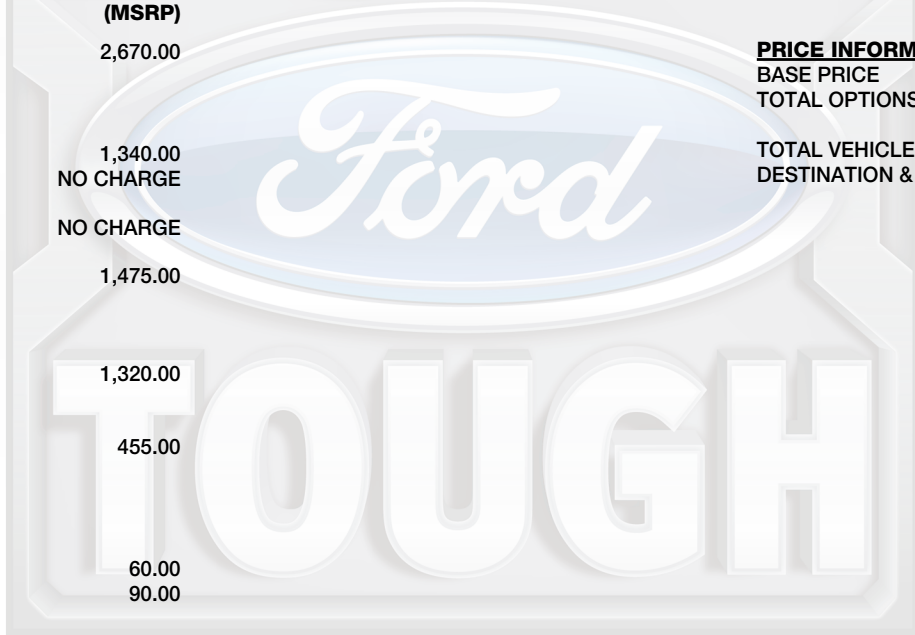 (MSRP)
2,670.00
1,340.00
NO CHARGE
NO CHARGE
1,475.00
1,320.00
455.00
60.00
90.00
PRICE INFORM
BASE PRICE
TOTAL OPTIONS
TOTAL VEHICLE
DESTINATION &
Ford
TOUGH